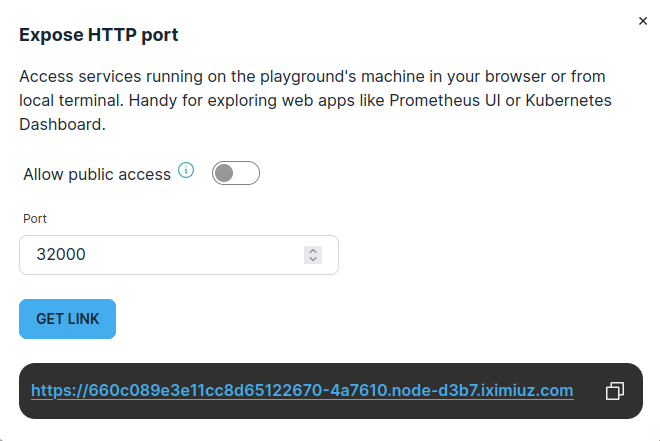 Expose HTTP port
Access services running on the playground's machine in your browser or from
local terminal. Handy for exploring web apps like Prometheus UI or Kubernetes
Dashboard.
Allow public access
Port
32000
GET LINK
https://660c089e3e11cc8d65122670-4a7610.node-d3b7.iximiuz.com